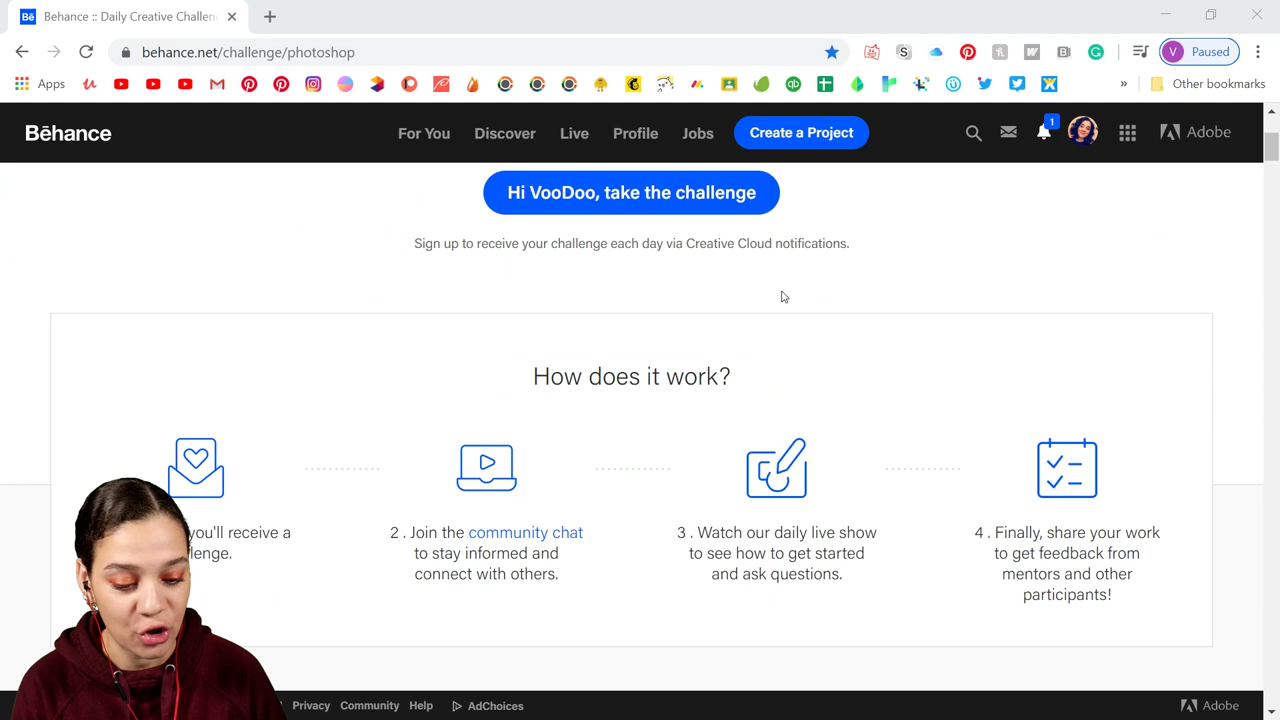 Bē Behance :: Daily Creative Challen
behance.net/challenge/photoshop
V Paused
Apps
»
Other bookmarks
Bēhance
For You Discover Live Profile Jobs Create a Project
1
Adobe
Hi VooDoo, take the challenge
Sign up to receive your challenge each day via Creative Cloud notifications.
How does it work?
you'll receive a
lenge.
2 . Join the community chat
to stay informed and
connect with others.
3 . Watch our daily live show
to see how to get started
and ask questions.
4 . Finally, share your work
to get feedback from
mentors and other
participants!
Privacy Community Help AdChoices
Adobe